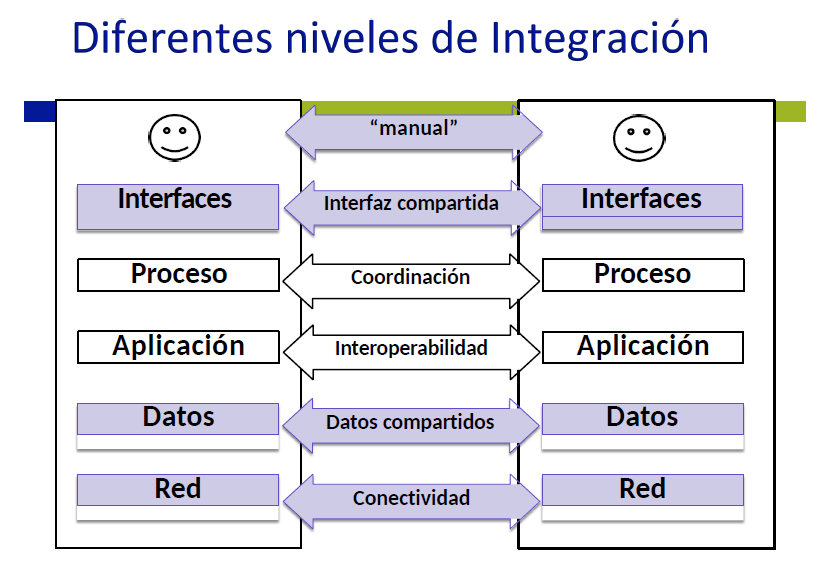 Diferentes niveles de Integración
“manual”
Interfaces Interfaz compartida Interfaces
Proceso Coordinación Proceso
Aplicación Interoperabilidad Aplicación
Datos Datos compartidos Datos
Red Conectividad Red